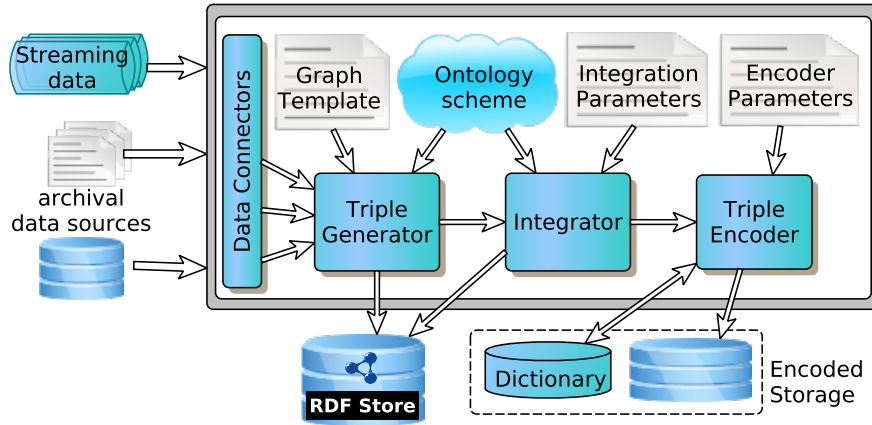 Streaming
data
archival
data sources
Data Connectors
Graph
Template
Ontology
scheme
Integration
Parameters
Encoder
Parameters
Triple
Generator
Integrator
Triple
Encoder
RDF Store
Dictionary
Encoded
Storage